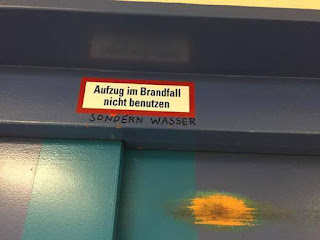 Aufzug im Brandfall
nicht benutzen
SONDERN WASSER